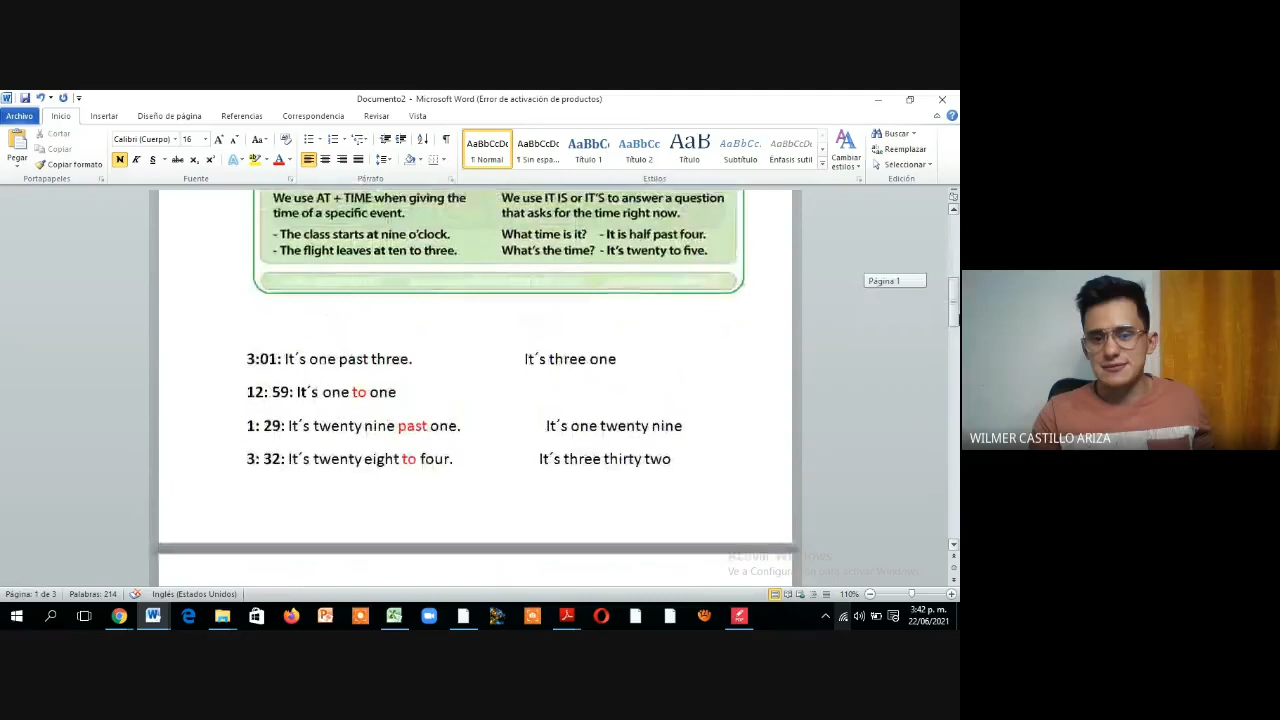 Documento2 - Microsoft Word (Error de activación de productos)
Archivo Inicio Insertar Diseño de página Referencias Correspondencia Revisar Vista
Pegar
Cortar
Copiar
Copiar formato
Portapapeles
Calibri (Cuerpo) 16
Fuente
Párrafo
AaBbCcDc AaBbCcDc AaBbCc AaBbCc AaB AaBbCc. AaBbCcDc
¶ Normal ¶ Sin espa... Título 1 Título 2 Título Subtítulo Énfasis sutil
Estilos
Cambiar estilos
Buscar
Reemplazar
Seleccionar
Edición
We use AT + TIME when giving the
time of a specific event.
- The class starts at nine o'clock.
- The flight leaves at ten to three.
We use IT IS or IT'S to answer a question
that asks for the time right now.
What time is it? - It is half past four.
What's the time? - It's twenty to five.
Página 1
3:01: It´s one past three. It´s three one
12: 59: It´s one to one
1: 29: It´s twenty nine past one. It´s one twenty nine
3: 32: It´s twenty eight to four. It´s three thirty two
WILMER CASTILLO ARIZA
Activar Windows
Ve a Configuración para activar Windows.
Página: 1 de 3 Palabras: 214 Inglés (Estados Unidos) 110%
3:42 p. m.
22/06/2021